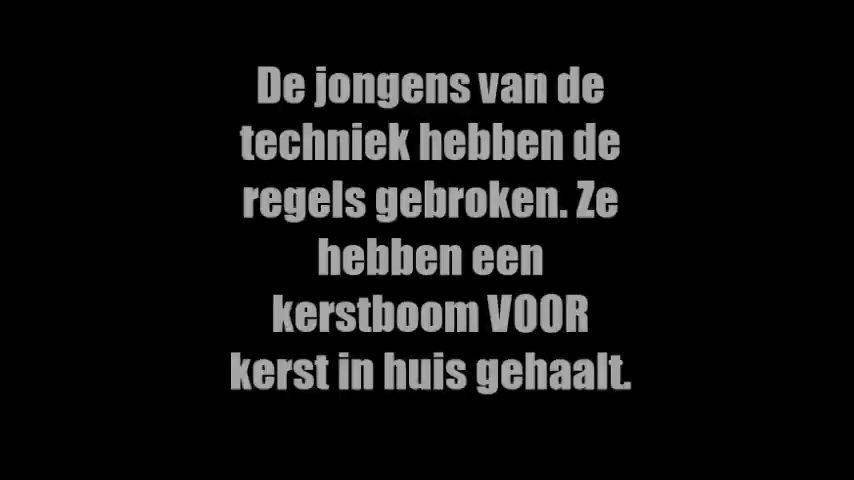 De jongens van de
techniek hebben de
regels gebroken. Ze
hebben een
kerstboom VOOR
kerst in huis gehaalt.